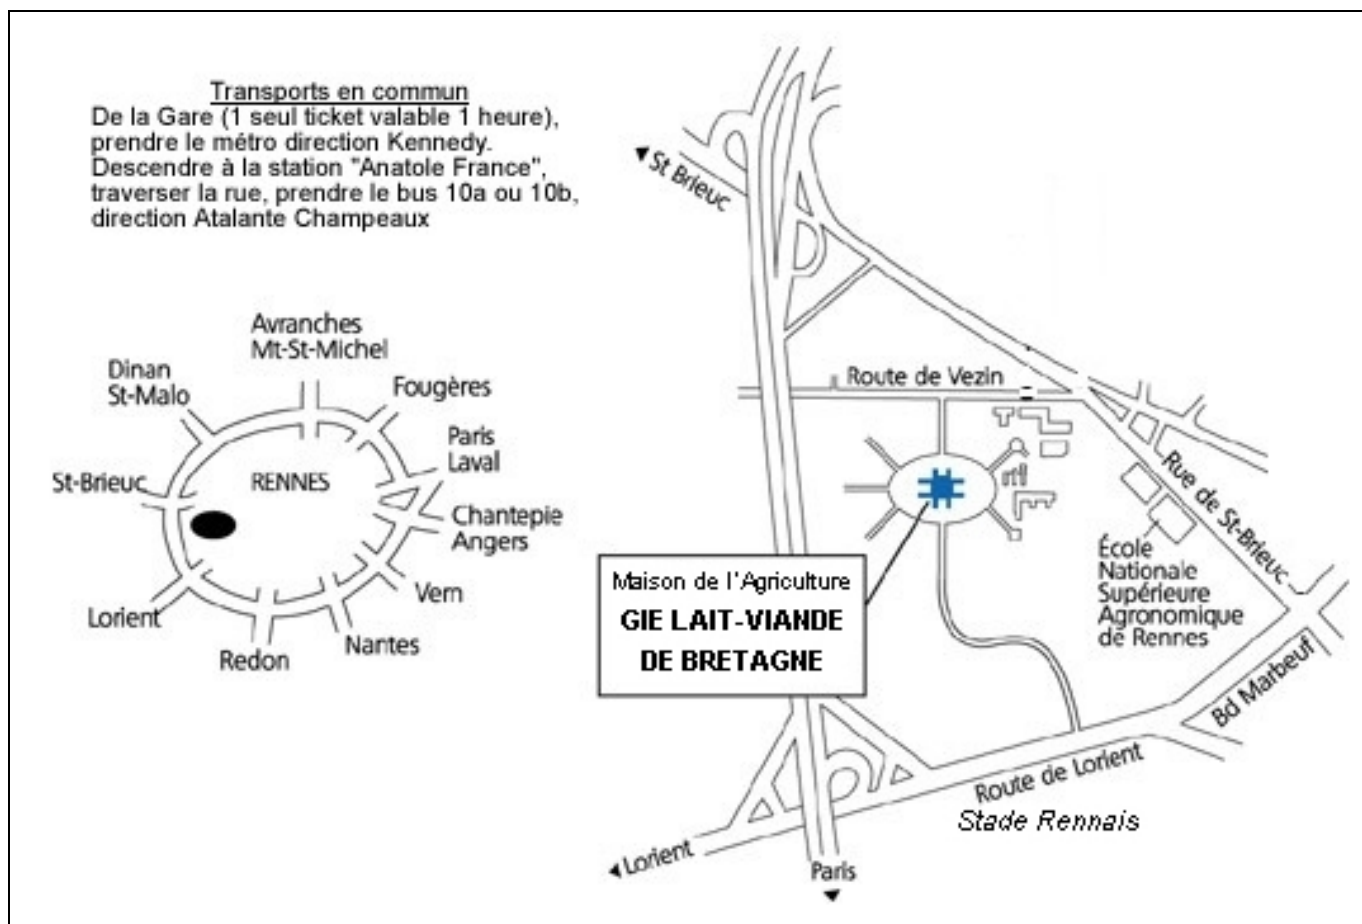 Transports en commun
De la Gare (1 seul ticket valable 1 heure),
prendre le métro direction Kennedy.
Descendre à la station "Anatole France",
traverser la rue, prendre le bus 10a ou 10b,
direction Atalante Champeaux
Avranches
Mt-St-Michel
Dinan
St-Malo
Fougères
Paris
Laval
St-Brieuc
RENNES
Chantepie
Angers
Vern
Lorient
Nantes
Redon
St Brieuc
Route de Vezin
Rue de St-Brieuc
École
Nationale
Supérieure
Agronomique
de Rennes
Maison de l'Agriculture
GIE LAIT-VIANDE
DE BRETAGNE
Bd Marbeuf
Route de Lorient
Stade Rennais
Lorient
Paris